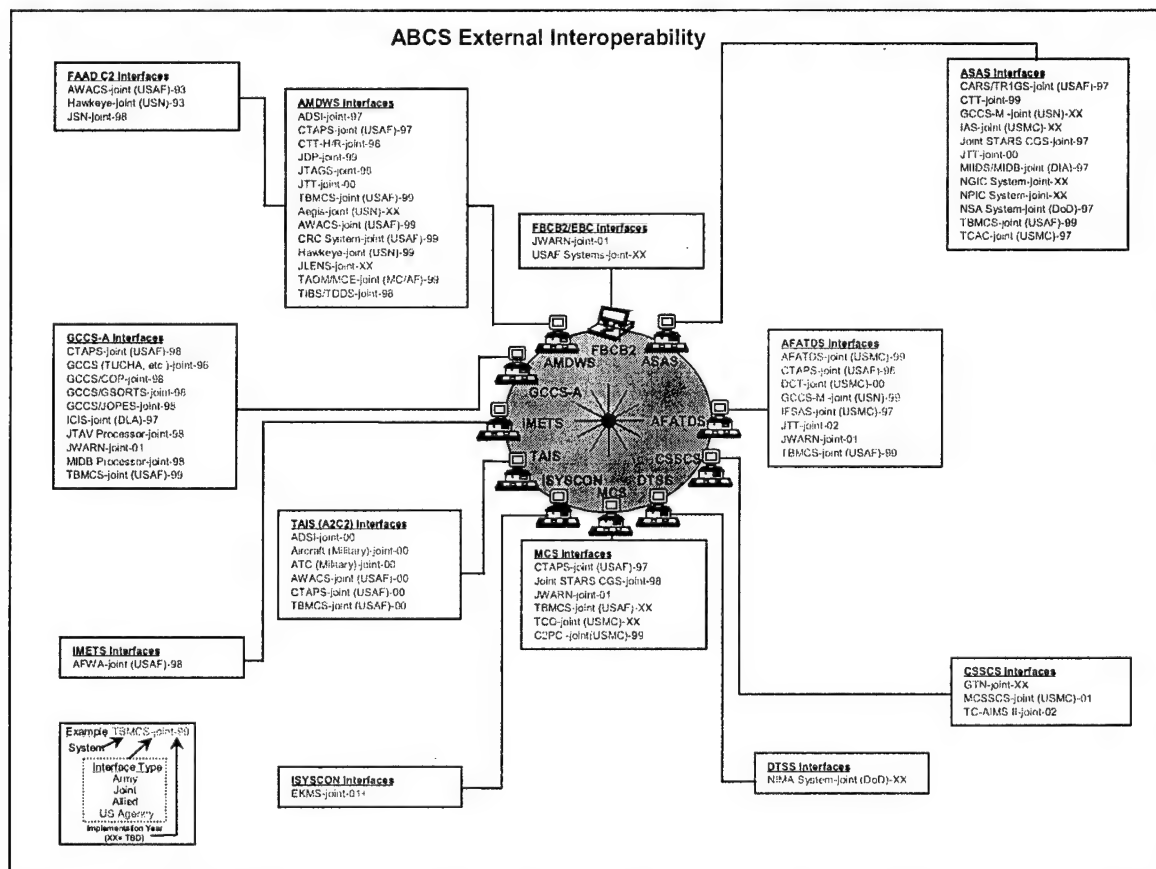 ABCS External Interoperability
FAAD C2 Interfaces
AWACS-joint (USAF)-93
Hawkeye-joint (USN)-93
JSN-joint-98
AMDWS Interfaces
ADSI-joint-97
CTAPS-joint (USAF)-97
CTT-H/R-joint-96
JDP-joint-99
JTAGS-joint-96
JTT-joint-00
TBMCS-joint (USAF)-99
Aegis-joint (USN)-XX
AWACS-joint (USAF)-99
CRC System-joint (USAF)-99
Hawkeye-joint (USN)-99
JLENS-joint-XX
TAOM/MCE-joint (MC/AF)-99
TIBS/TDDS-joint-98
FBCB2/EBC Interfaces
JWARN-joint-01
USAF Systems-joint-XX
ASAS Interfaces
CARS/TR1GS-joint (USAF)-97
CTT-joint-99
GCCS-M -joint (USN)-XX
IAS-joint (USMC)-XX
Joint STARS CGS-joint-97
JTT-joint-00
MIIDS/MIDB-joint (DIA)-97
NGIC System-joint-XX
NPIC System-joint-XX
NSA System-joint (DoD)-97
TBMCS-joint (USAF)-99
TCAC-joint (USMC)-97
GCCS-A Interfaces
CTAPS-joint (USAF)-98
GCCS (TUCHA, etc )-joint-96
GCCS/COP-joint-98
GCCS/GSORTS-joint-96
GCCS/JOPES-joint-95
ICIS-joint (DLA)-97
JTAV Processor-joint-98
JWARN-joint-01
MIDB Processor-joint-98
TBMCS-joint (USAF)-99
AFATDS Interfaces
AFATDS-joint (USMC)-99
CTAPS-joint (USAF)-96
DCT-joint (USMC)-00
GCCS-M -joint (USN)-99
IFSAS-joint (USMC)-97
JTT-joint-02
JWARN-joint-01
TBMCS-joint (USAF)-99
AMDWS
FBCB2
ASAS
GCCS-A
IMETS
AFATDS
TAIS
CSSCS
ISYSCON
MCS
DTSS
TAIS (A2C2) Interfaces
ADSI-joint-00
Aircraft (Military)-joint-00
ATC (Military)-joint-00
AWACS-joint (USAF)-00
CTAPS-joint (USAF)-00
TBMCS-joint (USAF)-00
MCS Interfaces
CTAPS-joint (USAF)-97
Joint STARS CGS-joint-98
JWARN-joint-01
TBMCS-joint (USAF)-XX
TCO-joint (USMC)-XX
C2PC -joint(USMC)-99
IMETS Interfaces
AFWA-joint (USAF)-98
CSSCS Interfaces
GTN-joint-XX
MCSSCS-joint (USMC)-01
TC-AIMS II-joint-02
Example TBMCS-joint-99
System
Interface Type
Army
Joint
Allied
US Agency
Implementation Year
(XX= TBD)
ISYSCON Interfaces
EKMS-joint-01+
DTSS Interfaces
NIMA System-joint (DoD)-XX